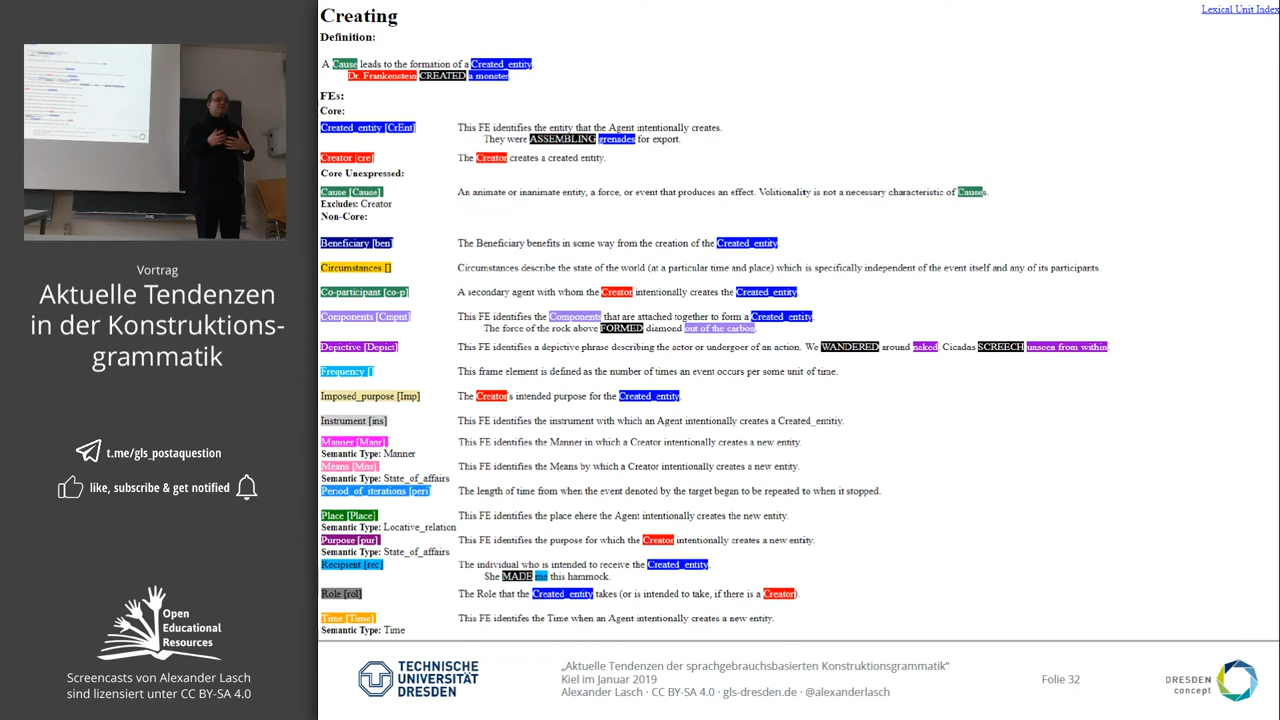 Creating
Lexical Unit Index
Definition:
A Cause leads to the formation of a Created_entity.
Dr. Frankenstein CREATED a monster.
FEs:
Core:
Created_entity [CrEnt] This FE identifies the entity that the Agent intentionally creates.
They were ASSEMBLING grenades for export.
Creator [cre] The Creator creates a created entity.
Core Unexpressed:
Cause [Cause] An animate or inanimate entity, a force, or event that produces an effect. Volitionality is not a necessary characteristic of Causes.
Excludes: Creator
Non-Core:
Beneficiary [ben] The Beneficiary benefits in some way from the creation of the Created_entity.
Circumstances [] Circumstances describe the state of the world (at a particular time and place) which is specifically independent of the event itself and any of its participants.
Co-participant [co-p] A secondary agent with whom the Creator intentionally creates the Created_entity.
Components [Cmpnt] This FE identifies the Components that are attached together to form a Created_entity.
The force of the rock above FORMED diamond out of the carbon.
Depictive [Depict] This FE identifies a depictive phrase describing the actor or undergoer of an action. We WANDERED around naked. Cicadas SCREECH unseen from within.
Frequency [] This frame element is defined as the number of times an event occurs per some unit of time.
Imposed_purpose [Imp] The Creator's intended purpose for the Created_entity.
Instrument [ins] This FE identifies the instrument with which an Agent intentionally creates a Created_entitiy.
Manner [Manr] This FE identifies the Manner in which a Creator intentionally creates a new entity.
Semantic Type: Manner
Means [Mns] This FE identifies the Means by which a Creator intentionally creates a new entity.
Semantic Type: State_of_affairs
Period_of_iterations [peri] The length of time from when the event denoted by the target began to be repeated to when it stopped.
Place [Place] This FE identifies the place ehere the Agent intentionally creates the new entity.
Semantic Type: Locative_relation
Purpose [pur] This FE identifies the purpose for which the Creator intentionally creates a new entity.
Semantic Type: State_of_affairs
Recipient [rec] The individual who is intended to receive the Created_entity.
She MADE me this hammock.
Role [rol] The Role that the Created_entity takes (or is intended to take, if there is a Creator).
Time [Time] This FE identifes the Time when an Agent intentionally creates a new entity.
Semantic Type: Time
Vortrag
Aktuelle Tendenzen
in der Konstruktions-
grammatik
t.me/gls_postaquestion
like, subscribe & get notified
Open
Educational
Resources
Screencasts von Alexander Lasch
sind lizensiert unter CC BY-SA 4.0
TECHNISCHE
UNIVERSITÄT
DRESDEN
„Aktuelle Tendenzen der sprachgebrauchsbasierten Konstruktionsgrammatik“
Kiel im Januar 2019
Alexander Lasch · CC BY-SA 4.0 · gls-dresden.de · @alexanderlasch
Folie 32
DRESDEN
concept